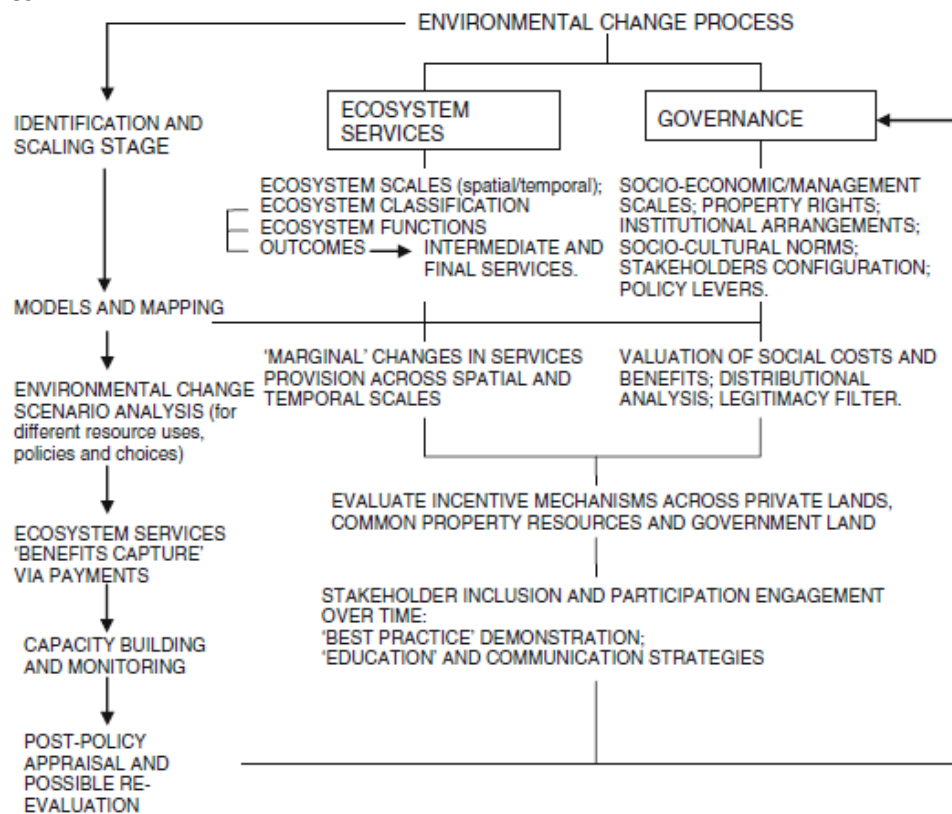 ENVIRONMENTAL CHANGE PROCESS
IDENTIFICATION AND
SCALING STAGE
ECOSYSTEM
SERVICES
GOVERNANCE
ECOSYSTEM SCALES (spatial/temporal);
ECOSYSTEM CLASSIFICATION
ECOSYSTEM FUNCTIONS
OUTCOMES
INTERMEDIATE AND
FINAL SERVICES.
SOCIO-ECONOMIC/MANAGEMENT
SCALES; PROPERTY RIGHTS;
INSTITUTIONAL ARRANGEMENTS;
SOCIO-CULTURAL NORMS;
STAKEHOLDERS CONFIGURATION;
POLICY LEVERS.
MODELS AND MAPPING
ENVIRONMENTAL CHANGE
SCENARIO ANALYSIS (for
different resource uses,
policies and choices)
'MARGINAL' CHANGES IN SERVICES
PROVISION ACROSS SPATIAL AND
TEMPORAL SCALES
VALUATION OF SOCIAL COSTS AND
BENEFITS; DISTRIBUTIONAL
ANALYSIS; LEGITIMACY FILTER.
EVALUATE INCENTIVE MECHANISMS ACROSS PRIVATE LANDS,
COMMON PROPERTY RESOURCES AND GOVERNMENT LAND
ECOSYSTEM SERVICES
'BENEFITS CAPTURE'
VIA PAYMENTS
STAKEHOLDER INCLUSION AND PARTICIPATION ENGAGEMENT
OVER TIME:
'BEST PRACTICE' DEMONSTRATION;
'EDUCATION' AND COMMUNICATION STRATEGIES
CAPACITY BUILDING
AND MONITORING
POST-POLICY
APPRAISAL AND
POSSIBLE RE-
EVALUATION